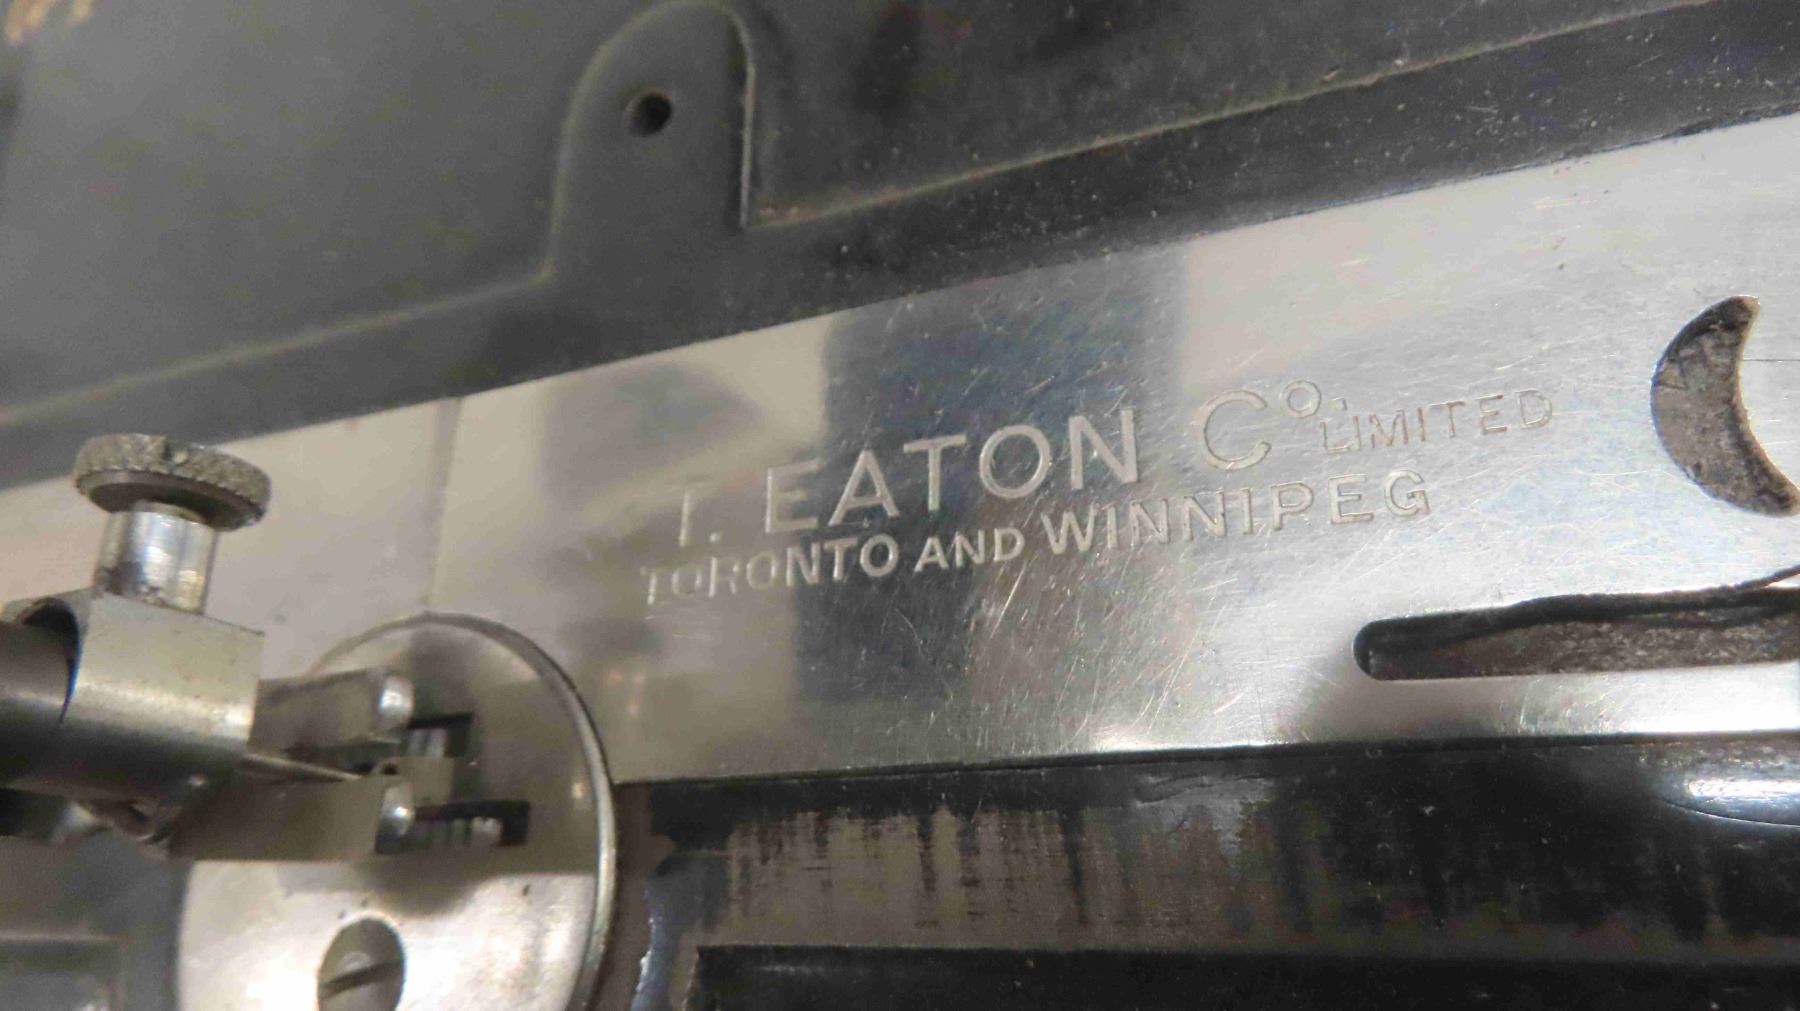 T. EATON Cº. LIMITED
TORONTO AND WINNIPEG